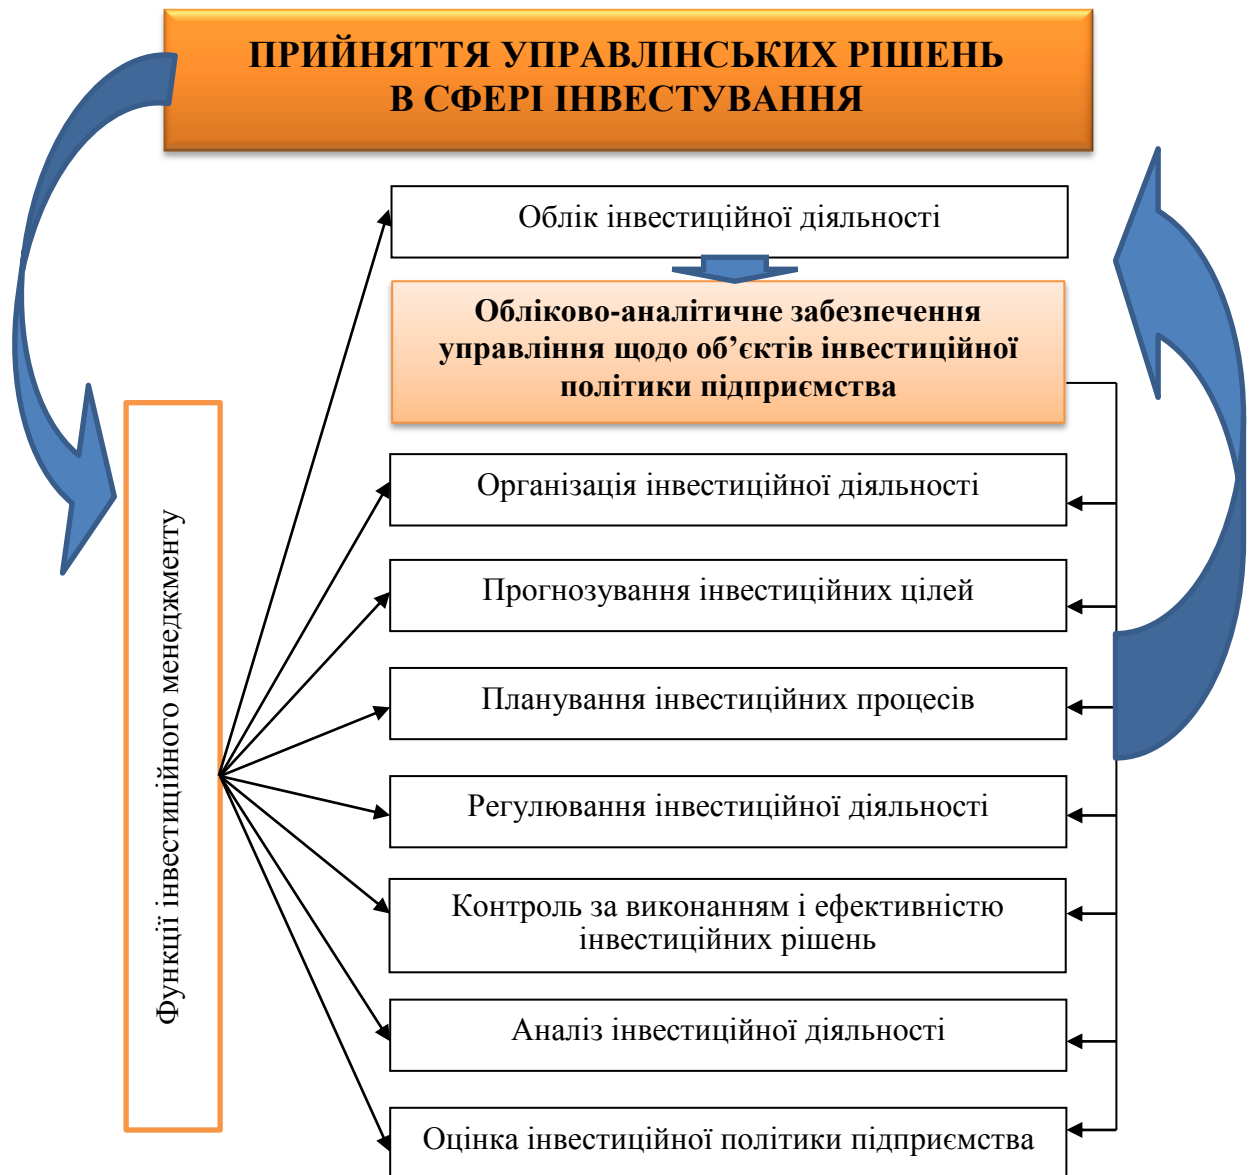 ПРИЙНЯТТЯ УПРАВЛІНСЬКИХ РІШЕНЬ
В СФЕРІ ІНВЕСТУВАННЯ
Облік інвестиційної діяльності
Обліково-аналітичне забезпечення
управління щодо об’єктів інвестиційної
політики підприємства
Функції інвестиційного менеджменту
Організація інвестиційної діяльності
Прогнозування інвестиційних цілей
Планування інвестиційних процесів
Регулювання інвестиційної діяльності
Контроль за виконанням і ефективністю
інвестиційних рішень
Аналіз інвестиційної діяльності
Оцінка інвестиційної політики підприємства